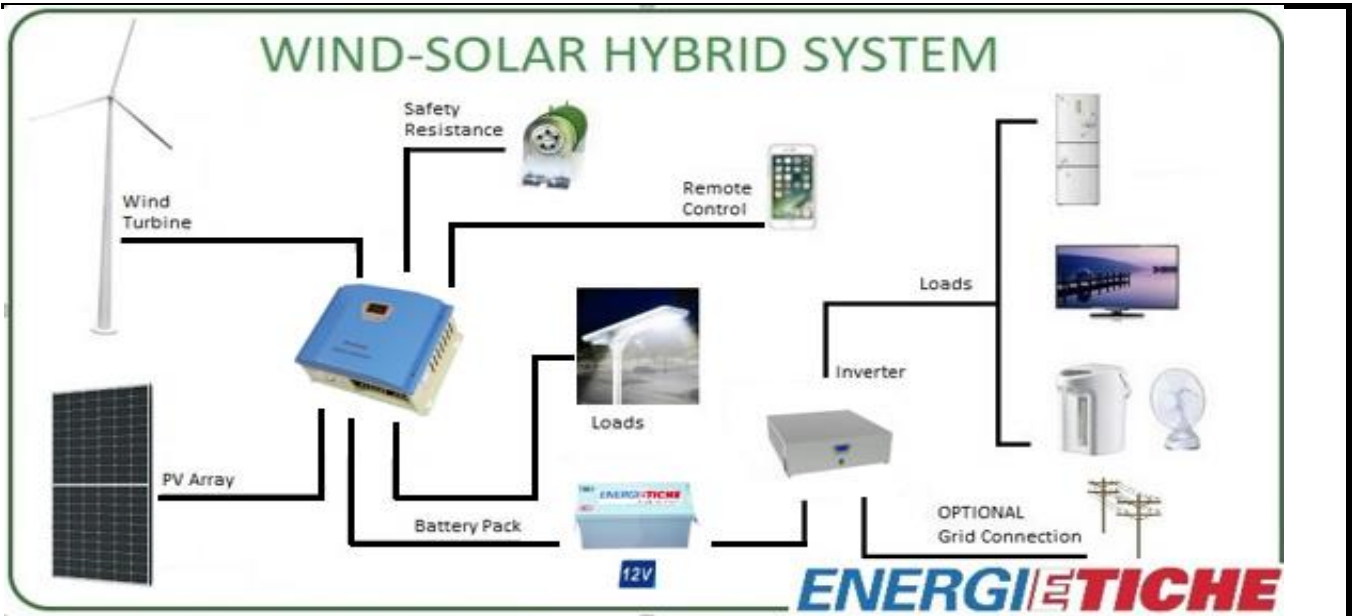 WIND-SOLAR HYBRID SYSTEM
Safety
Resistance
Remote
Control
Wind
Turbine
Loads
Inverter
Loads
PV Array
ENERGIETICHE
Battery Pack
OPTIONAL
Grid Connection
12V
ENERGIETICHE